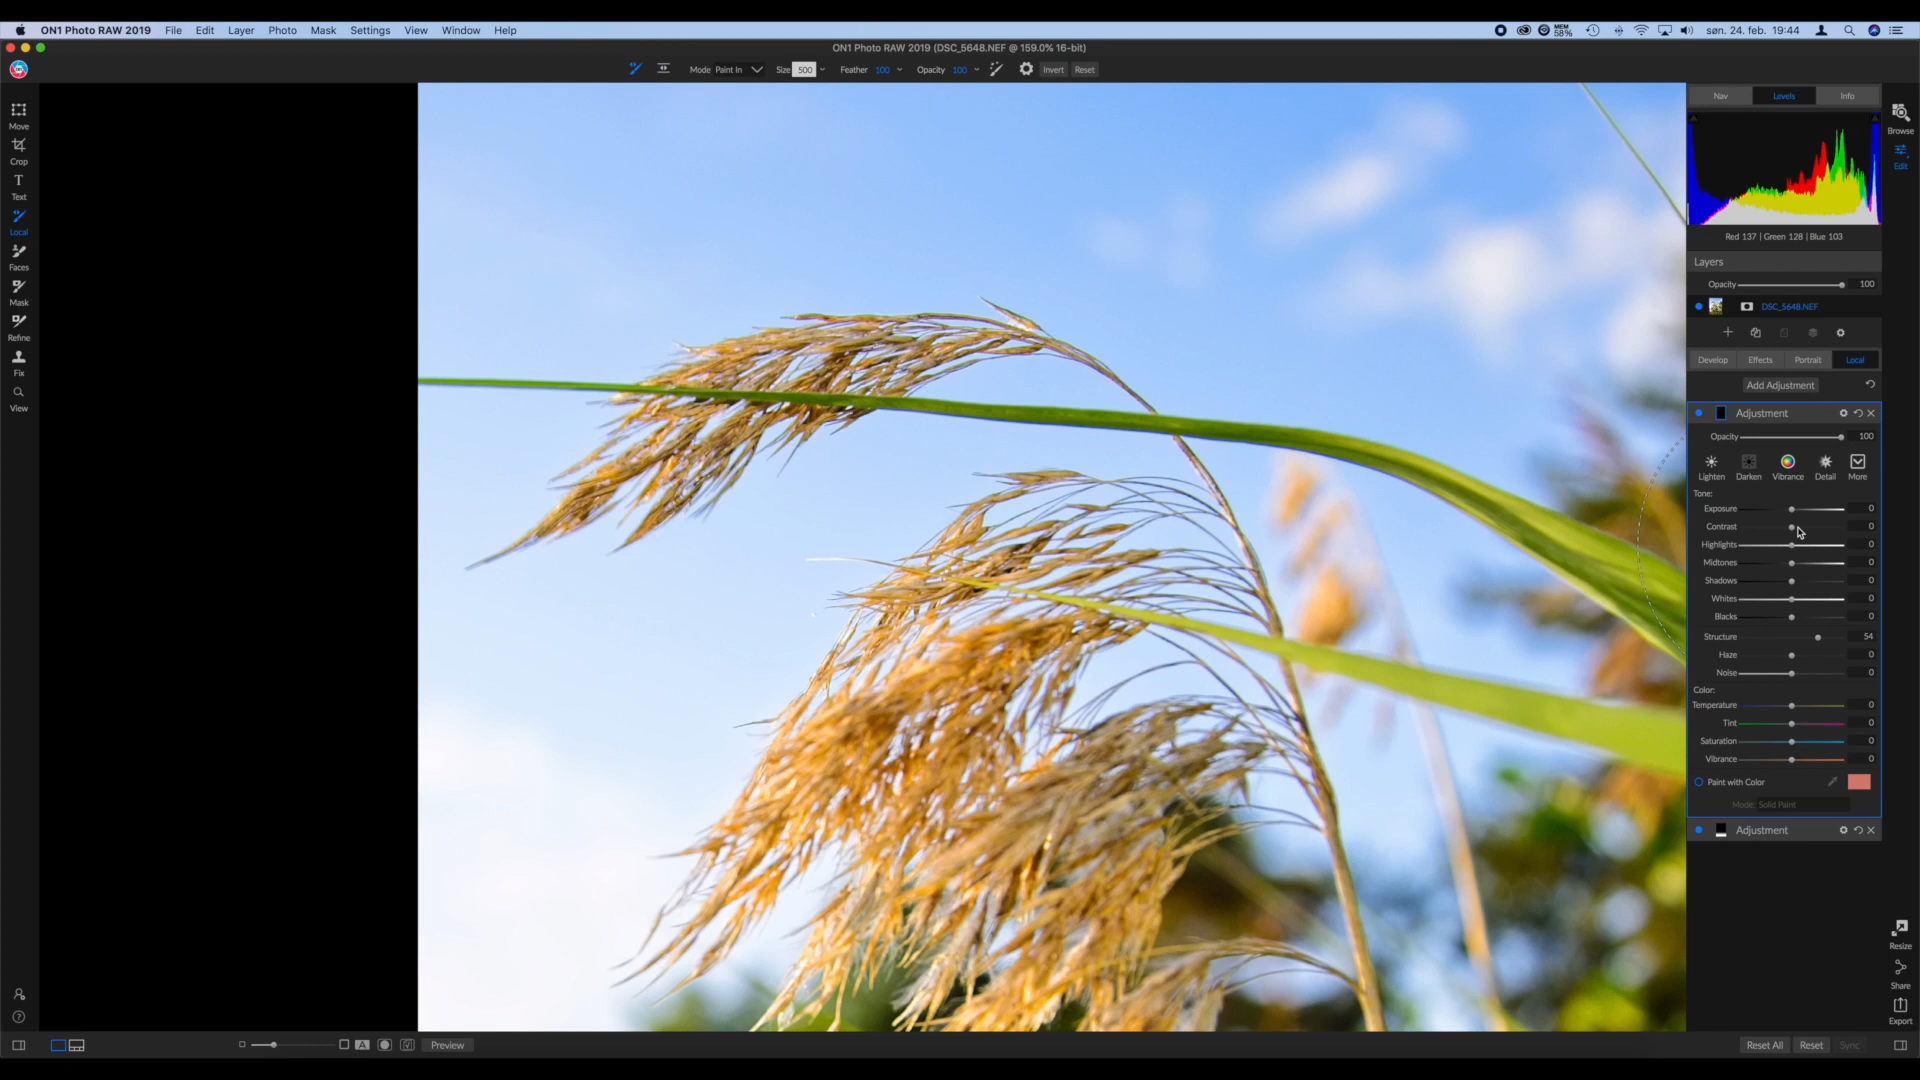 ON1 Photo RAW 2019 File Edit Layer Photo Mask Settings View Window Help MEM 58% søn. 24. feb. 19:44
ON1 Photo RAW 2019 (DSC_5648.NEF @ 159.0% 16-bit)
Mode Paint In Size 500 Feather 100 Opacity 100 Invert Reset
Move
Crop
Text
Local
Faces
Mask
Refine
Fix
View
Nav Levels Info
Browse
Edit
Red 137 | Green 128 | Blue 103
Layers
Opacity 100
DSC_5648.NEF
Develop Effects Portrait Local
Add Adjustment
Adjustment
Opacity 100
Lighten Darken Vibrance Detail More
Tone:
Exposure 0
Contrast 0
Highlights 0
Midtones 0
Shadows 0
Whites 0
Blacks 0
Structure 54
Haze 0
Noise 0
Color:
Temperature 0
Tint 0
Saturation 0
Vibrance 0
Paint with Color
Mode: Solid Paint
Adjustment
Resize
Share
Export
A Preview Reset All Reset Sync